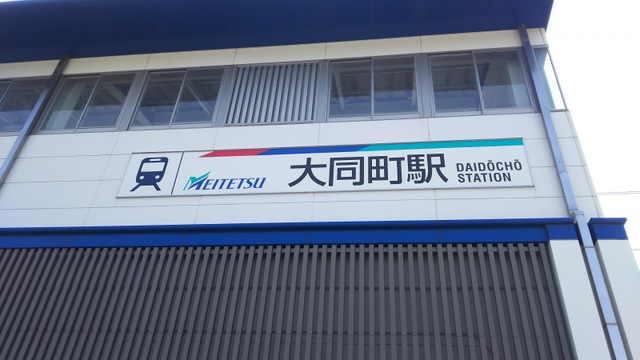 MEITETSU 大同町駅 DAIDŌCHŌ
STATION